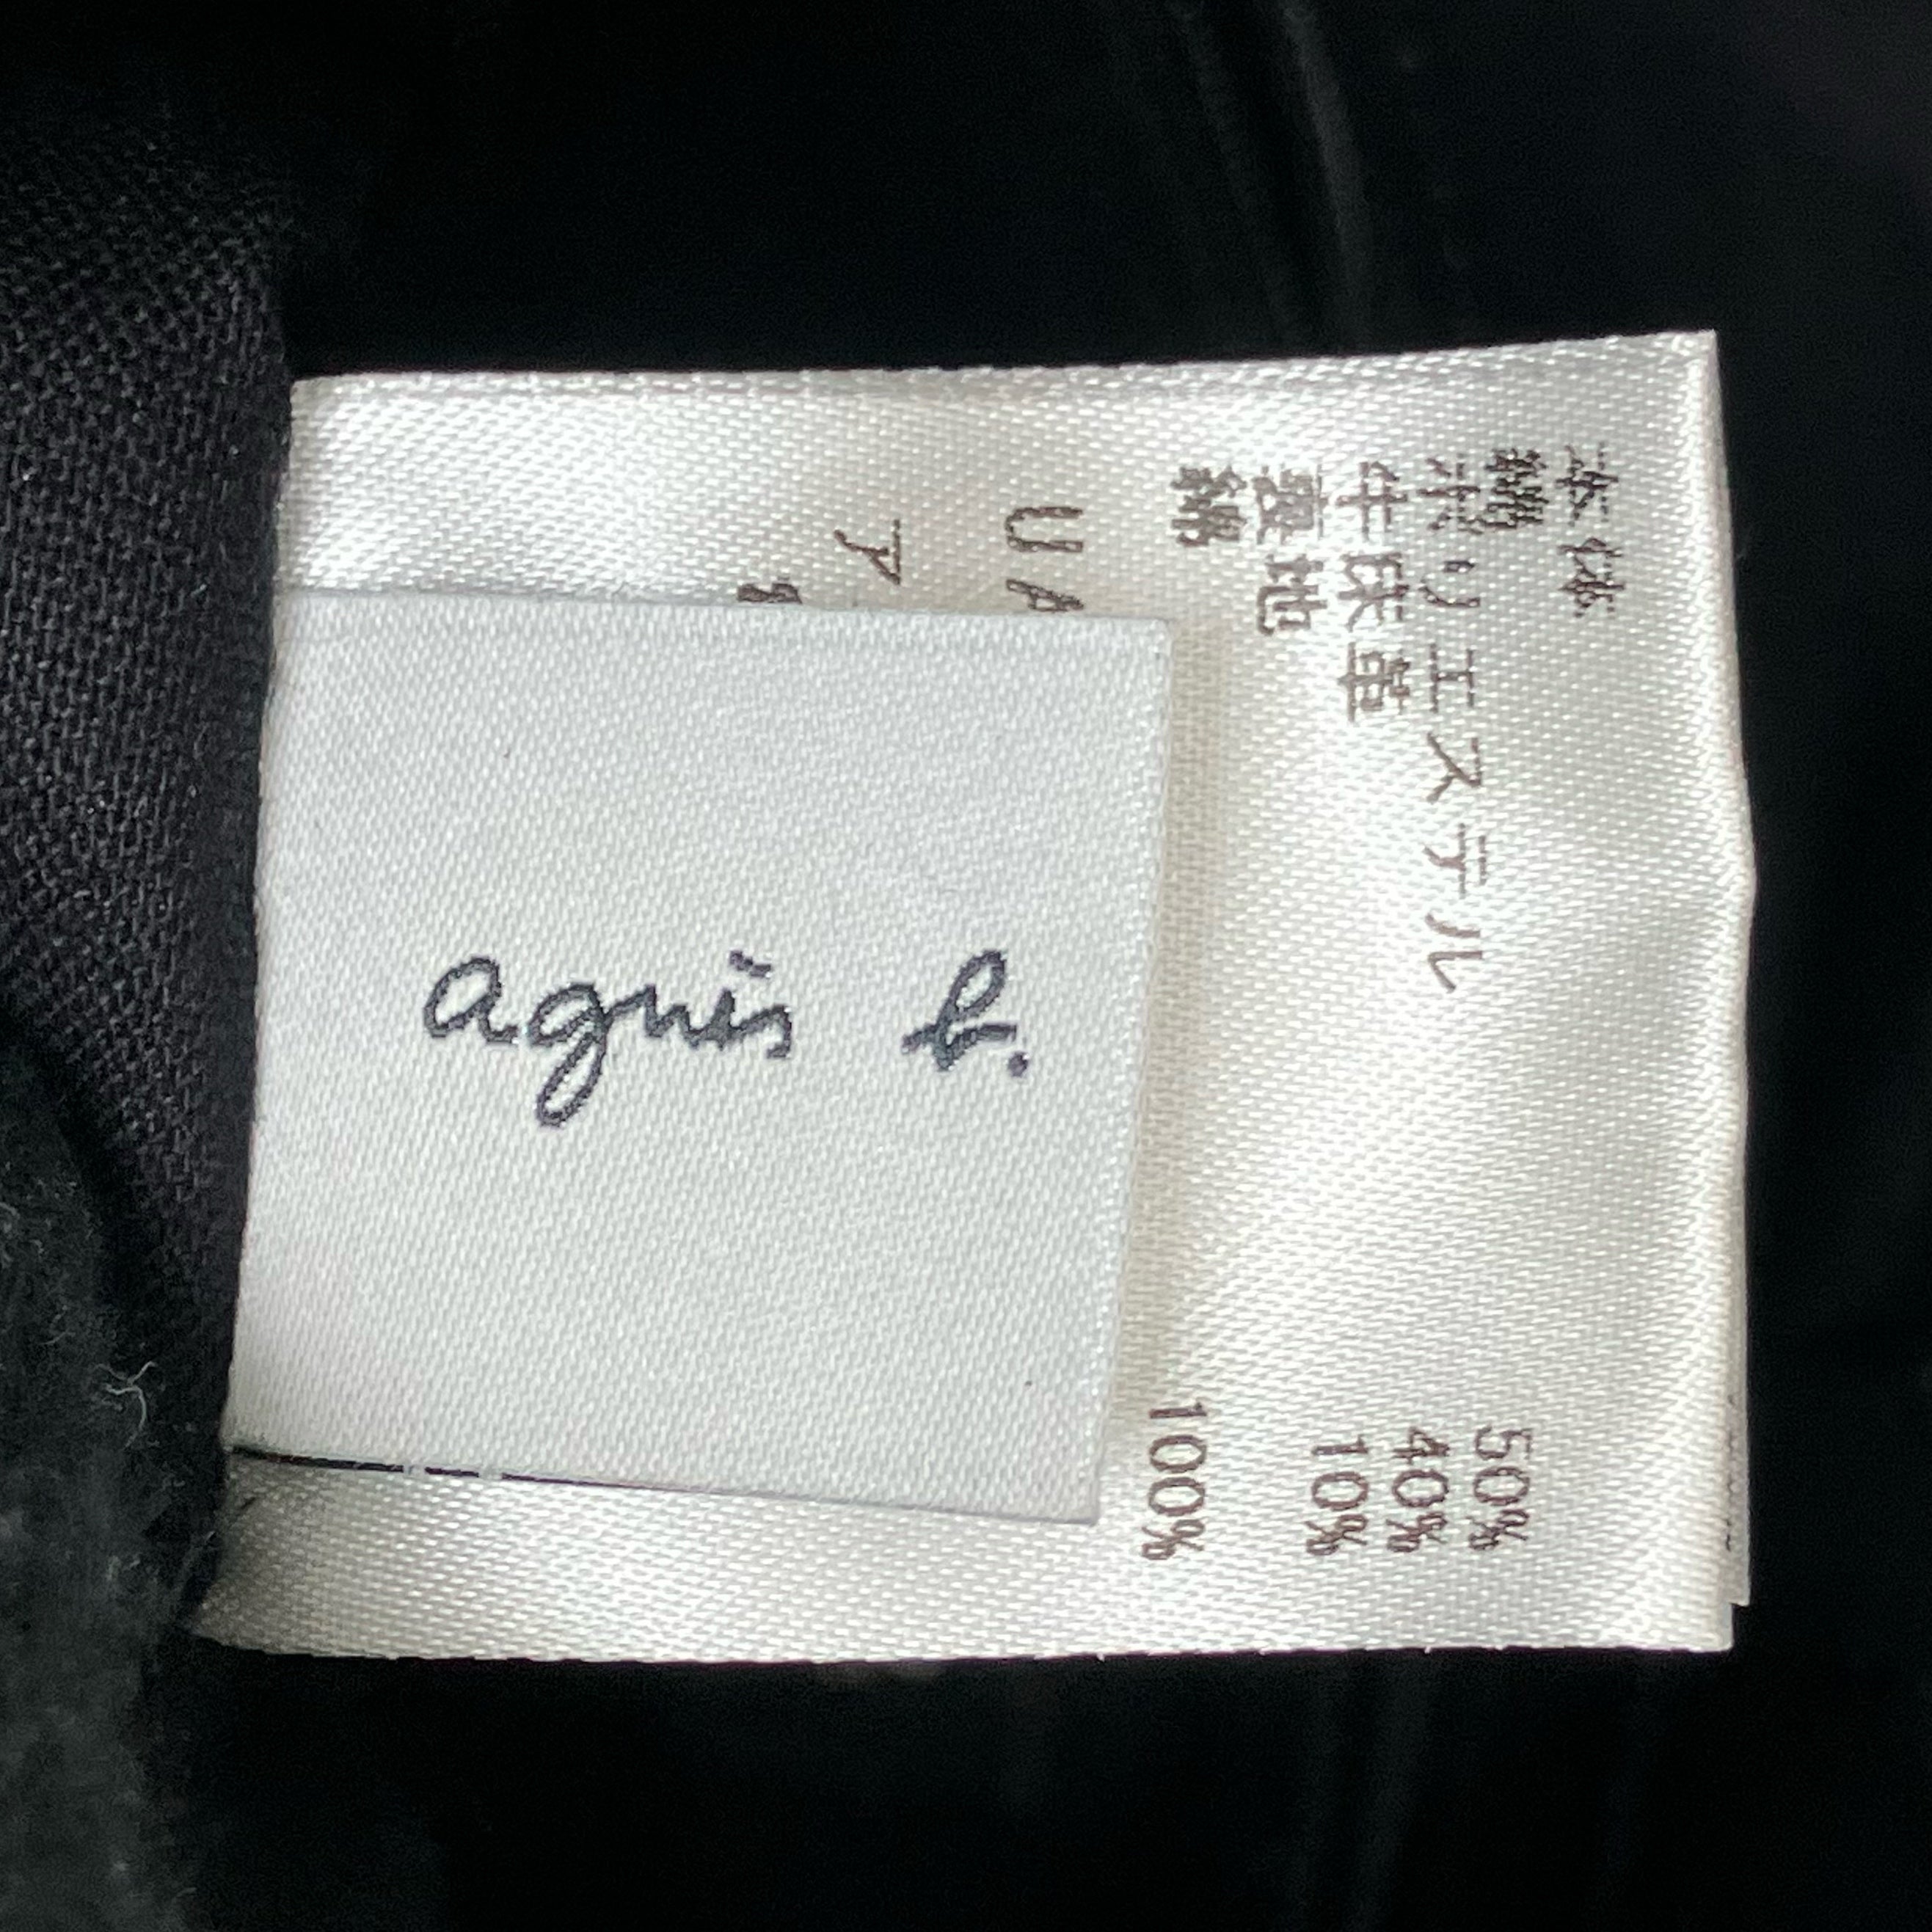 agnès b.
本体
綿 50%
ポリエステル 40%
牛床革 10%
裏地
綿 100%